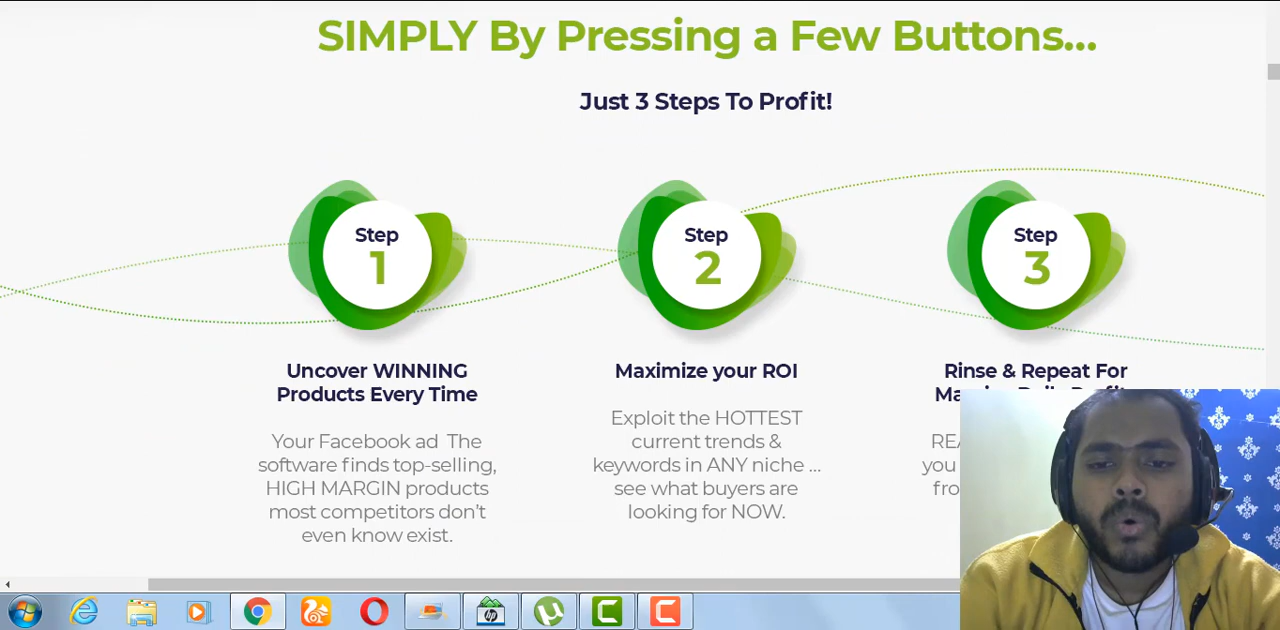 SIMPLY By Pressing a Few Buttons...
Just 3 Steps To Profit!
Step
1
Uncover WINNING
Products Every Time
Your Facebook ad The
software finds top-selling,
HIGH MARGIN products
most competitors don't
even know exist.
Step
2
Maximize your ROI
Exploit the HOTTEST
current trends &
keywords in ANY niche ...
see what buyers are
looking for NOW.
Step
3
Rinse & Repeat For
you
hp